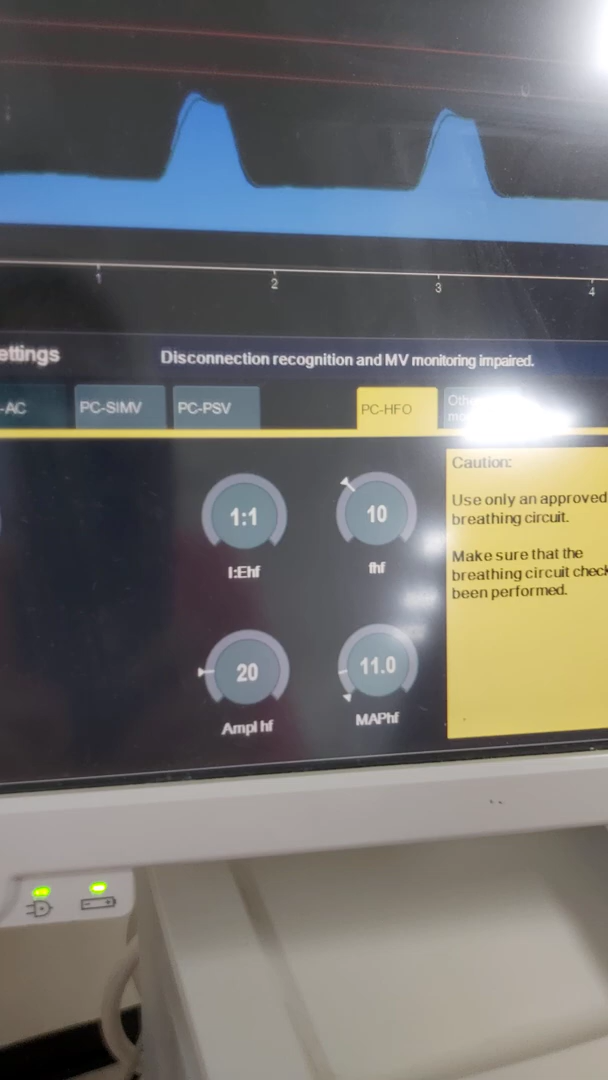 1
2
3
4
ettings
Disconnection recognition and MV monitoring impaired.
-AC
PC-SIMV
PC-PSV
PC-HFO
Caution:
Use only an approved
breathing circuit.
Make sure that the
breathing circuit check
been performed.
1:1
I:Ehf
10
fhf
20
Ampl hf
11.0
MAPhf